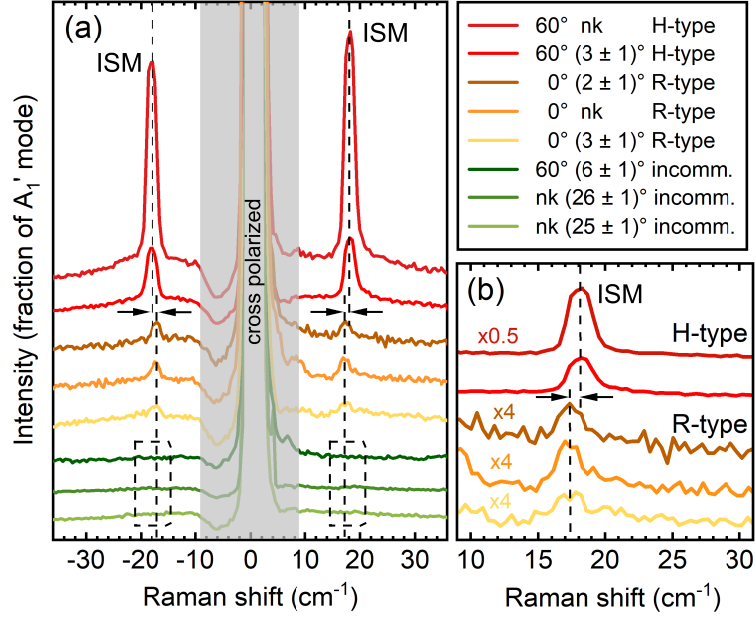 (a)
ISM
ISM
cross polarized
Intensity (fraction of A1' mode)
-30 -20 -10 0 10 20 30
Raman shift (cm-1)
60° nk H-type
60° (3 ± 1)° H-type
0° (2 ± 1)° R-type
0° nk R-type
0° (3 ± 1)° R-type
60° (6 ± 1)° incomm.
nk (26 ± 1)° incomm.
nk (25 ± 1)° incomm.
(b)
ISM
x0.5
H-type
x4
R-type
x4
x4
10 15 20 25 30
Raman shift (cm-1)